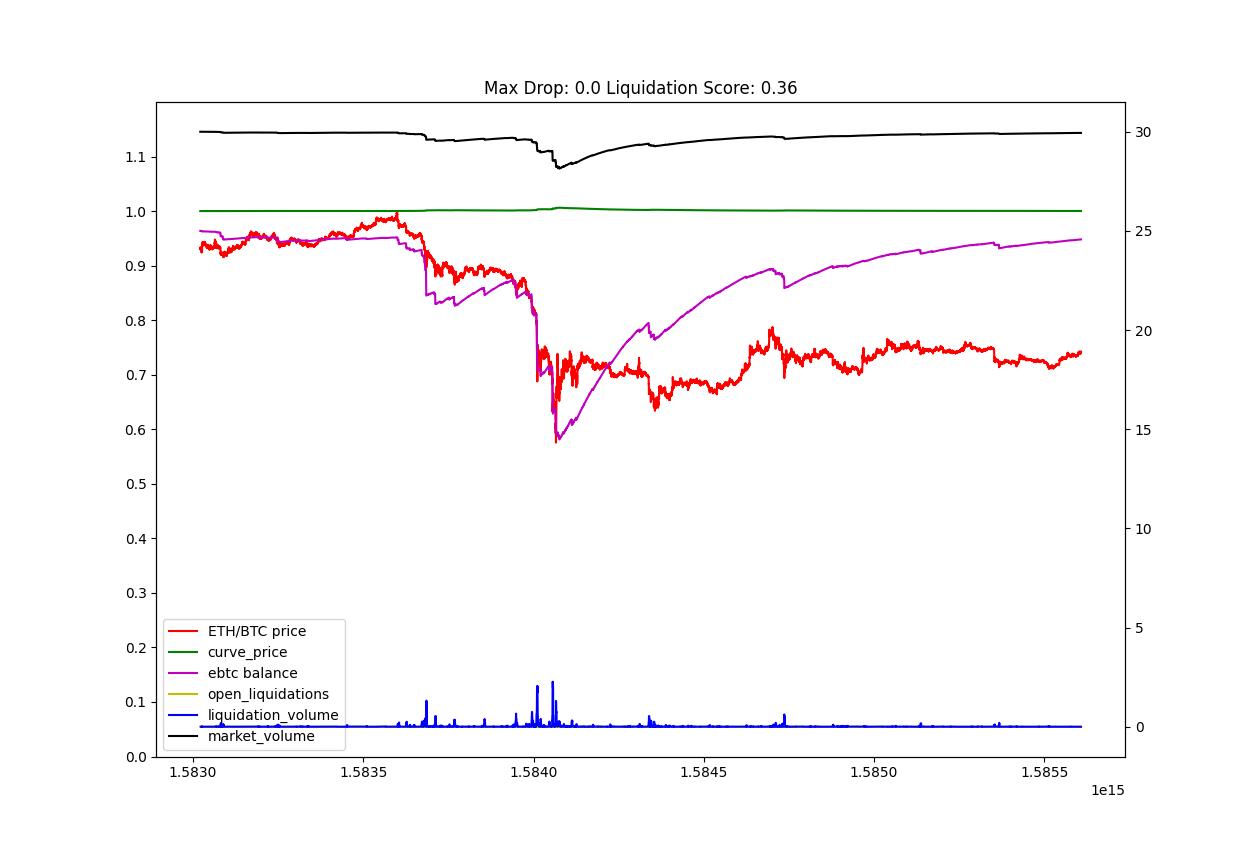 Max Drop: 0.0 Liquidation Score: 0.36
1.1
1.0
0.9
0.8
0.7
0.6
0.5
0.4
0.3
0.2
0.1
0.0
30
25
20
15
10
5
0
ETH/BTC price
curve_price
ebtc balance
open_liquidations
liquidation_volume
market_volume
1.5830 1.5835 1.5840 1.5845 1.5850 1.5855
1e15